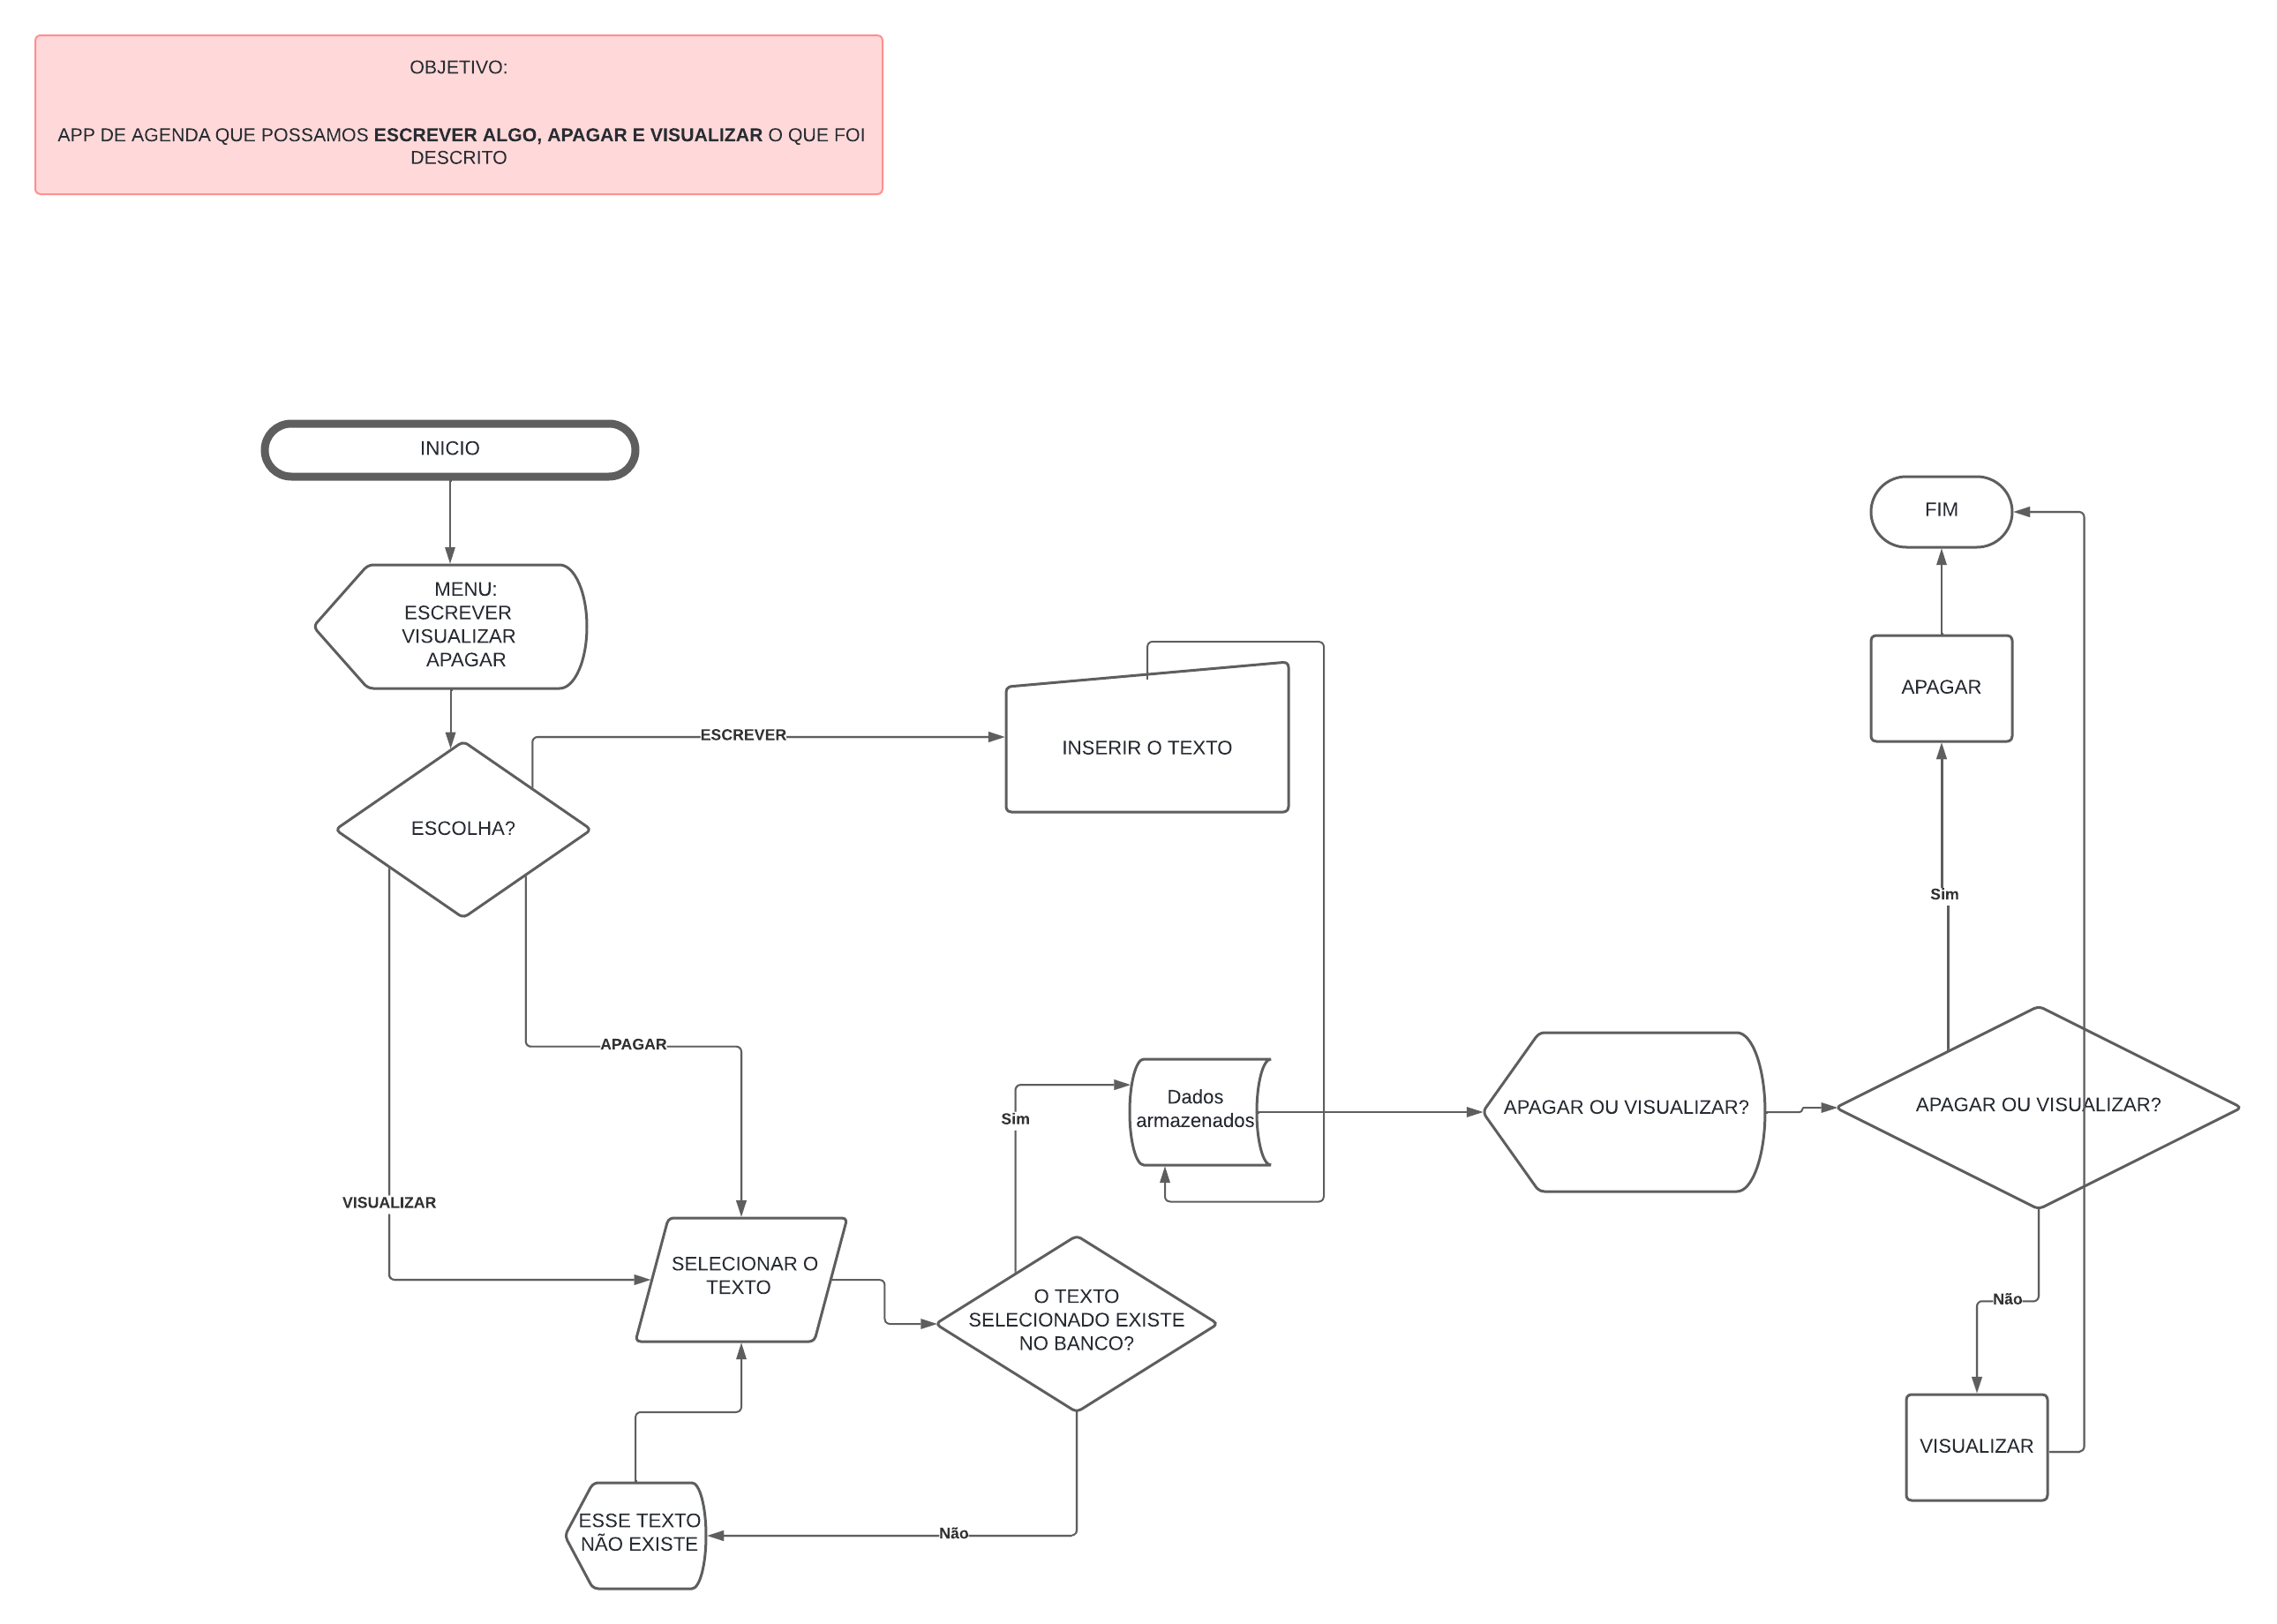 OBJETIVO:
APP DE AGENDA QUE POSSAMOS ESCREVER ALGO, APAGAR E VISUALIZAR O QUE FOI
DESCRITO
INICIO
MENU:
ESCREVER
VISUALIZAR
APAGAR
ESCOLHA?
ESCREVER
INSERIR O TEXTO
APAGAR
VISUALIZAR
SELECIONAR O
TEXTO
O TEXTO
SELECIONADO EXISTE
NO BANCO?
Não
ESSE TEXTO
NÃO EXISTE
Sim
Dados
armazenados
APAGAR OU VISUALIZAR?
APAGAR OU VISUALIZAR?
Sim
APAGAR
Não
VISUALIZAR
FIM